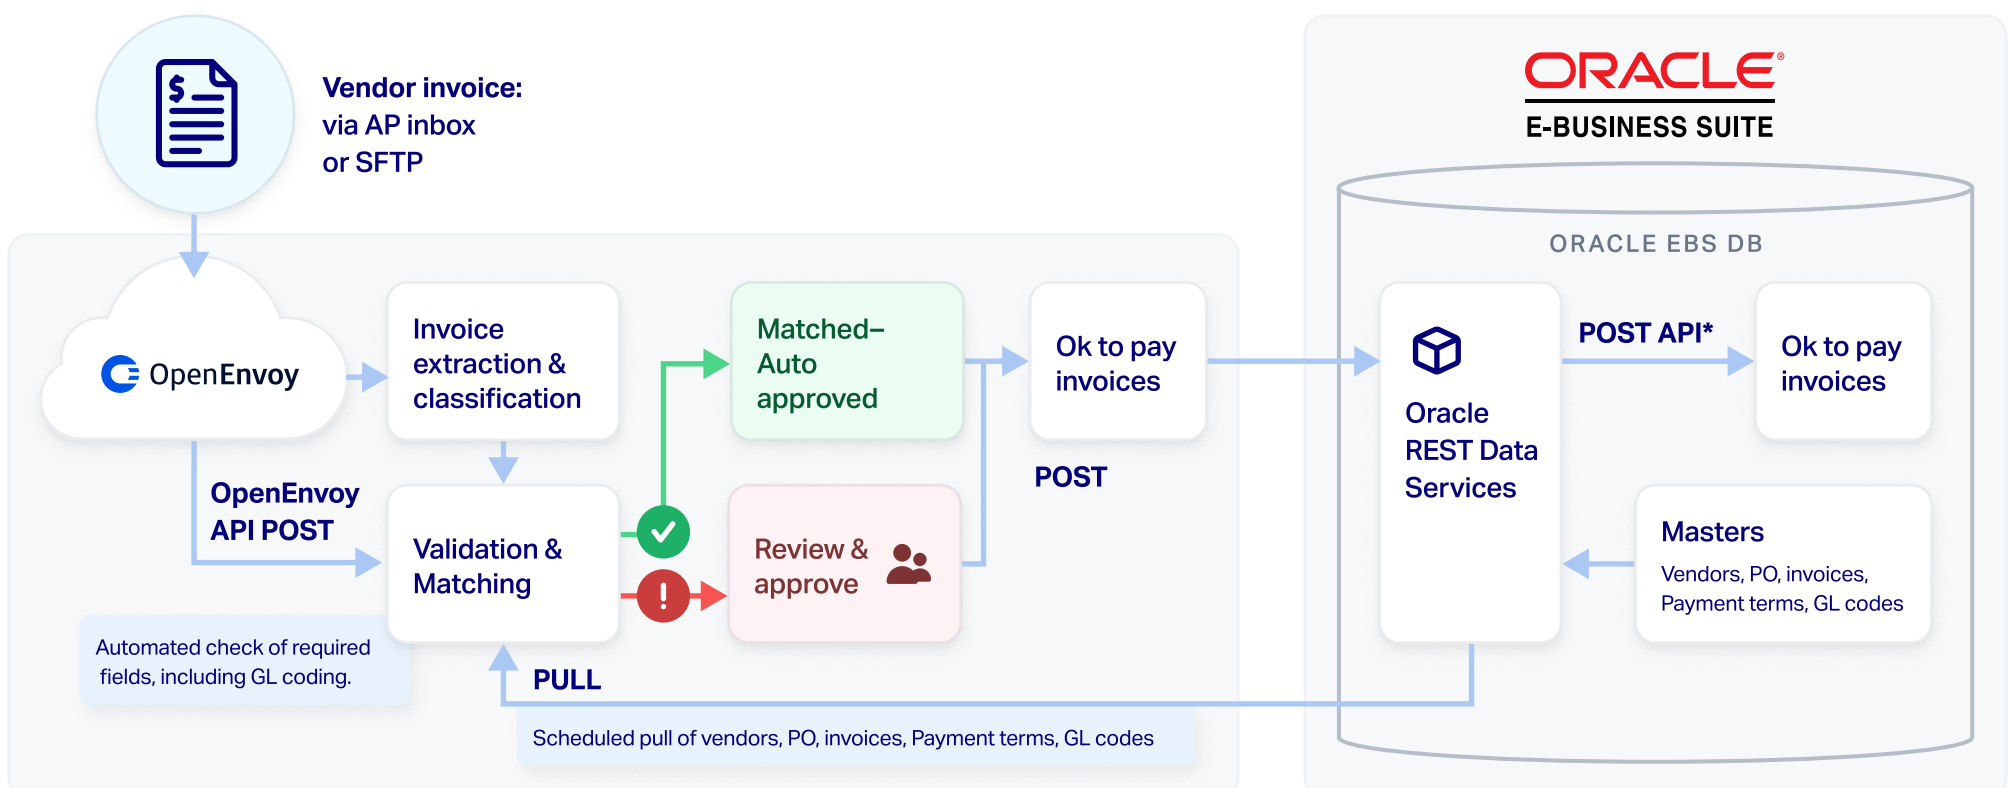 Vendor invoice:
via AP inbox
or SFTP
$
ORACLE®
E-BUSINESS SUITE
ORACLE EBS DB
OpenEnvoy
Invoice
extraction &
classification
Matched–
Auto
approved
Ok to pay
invoices
POST
OpenEnvoy
API POST
Validation &
Matching
Review &
approve
Automated check of required
fields, including GL coding.
PULL
Scheduled pull of vendors, PO, invoices, Payment terms, GL codes
Oracle
REST Data
Services
POST API*
Ok to pay
invoices
Masters
Vendors, PO, invoices,
Payment terms, GL codes